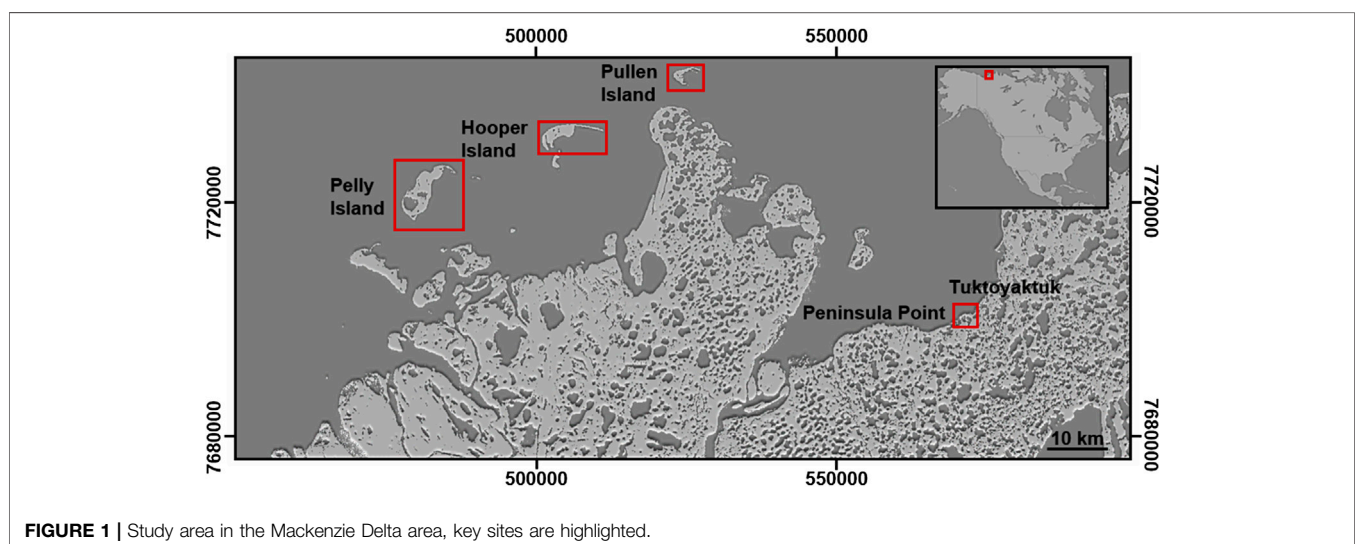 500000
550000
Pullen
Island
Hooper
Island
Pelly
Island
7720000
7720000
Tuktoyaktuk
Peninsula Point
7680000
7680000
10 km
500000
550000
FIGURE 1 | Study area in the Mackenzie Delta area, key sites are highlighted.